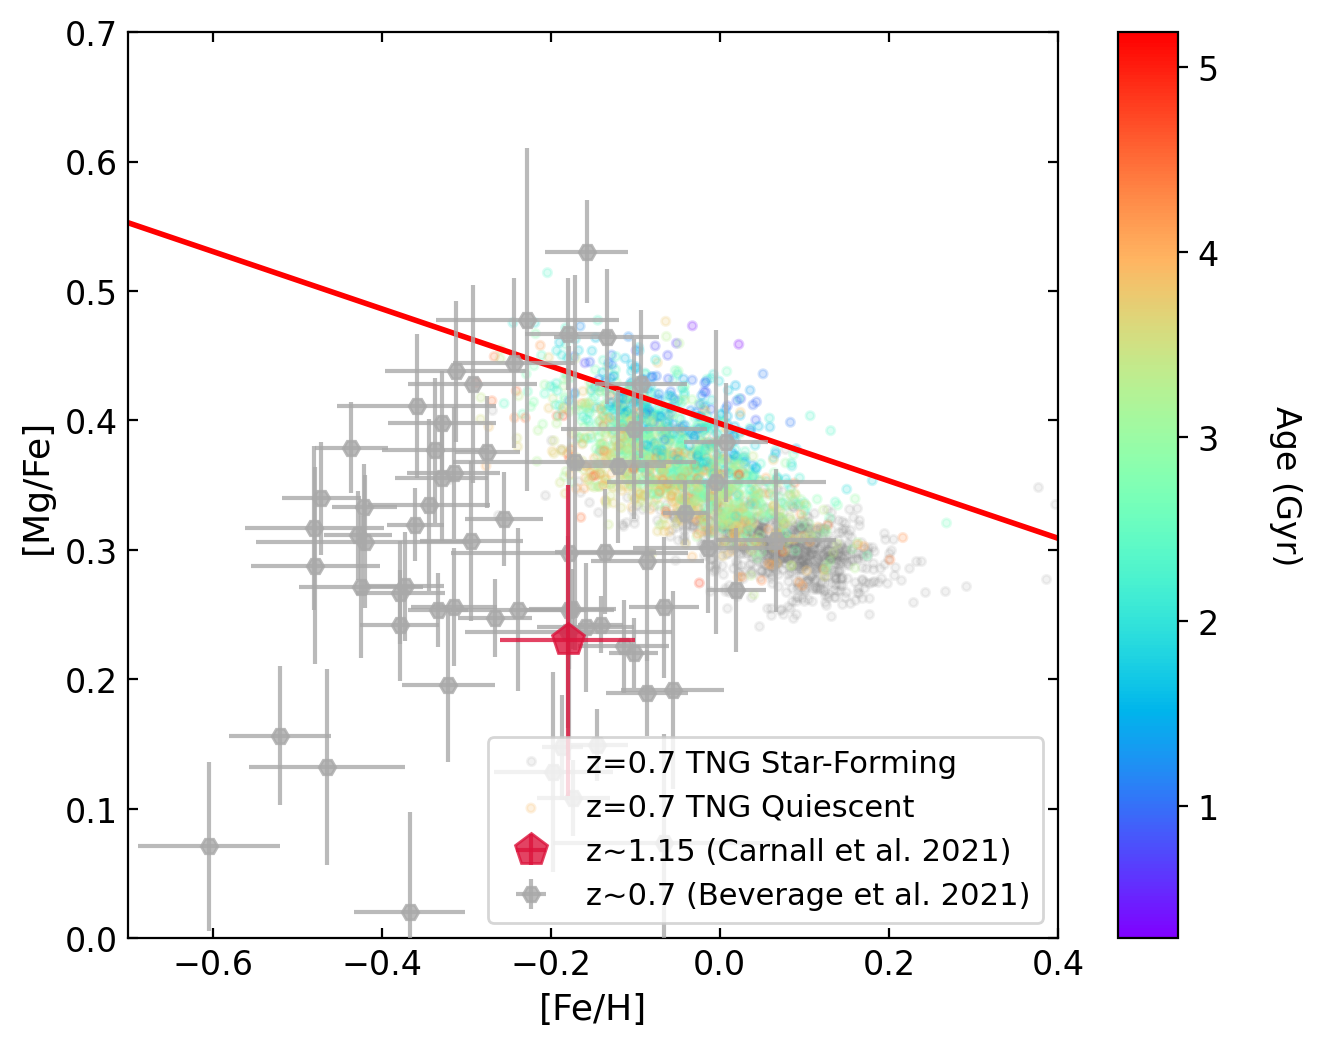 0.7
0.6
0.5
0.4
0.3
0.2
0.1
0.0
[Mg/Fe]
−0.6
−0.4
−0.2
0.0
0.2
0.4
[Fe/H]
z=0.7 TNG Star-Forming
z=0.7 TNG Quiescent
z~1.15 (Carnall et al. 2021)
z~0.7 (Beverage et al. 2021)
5
4
3
2
1
Age (Gyr)